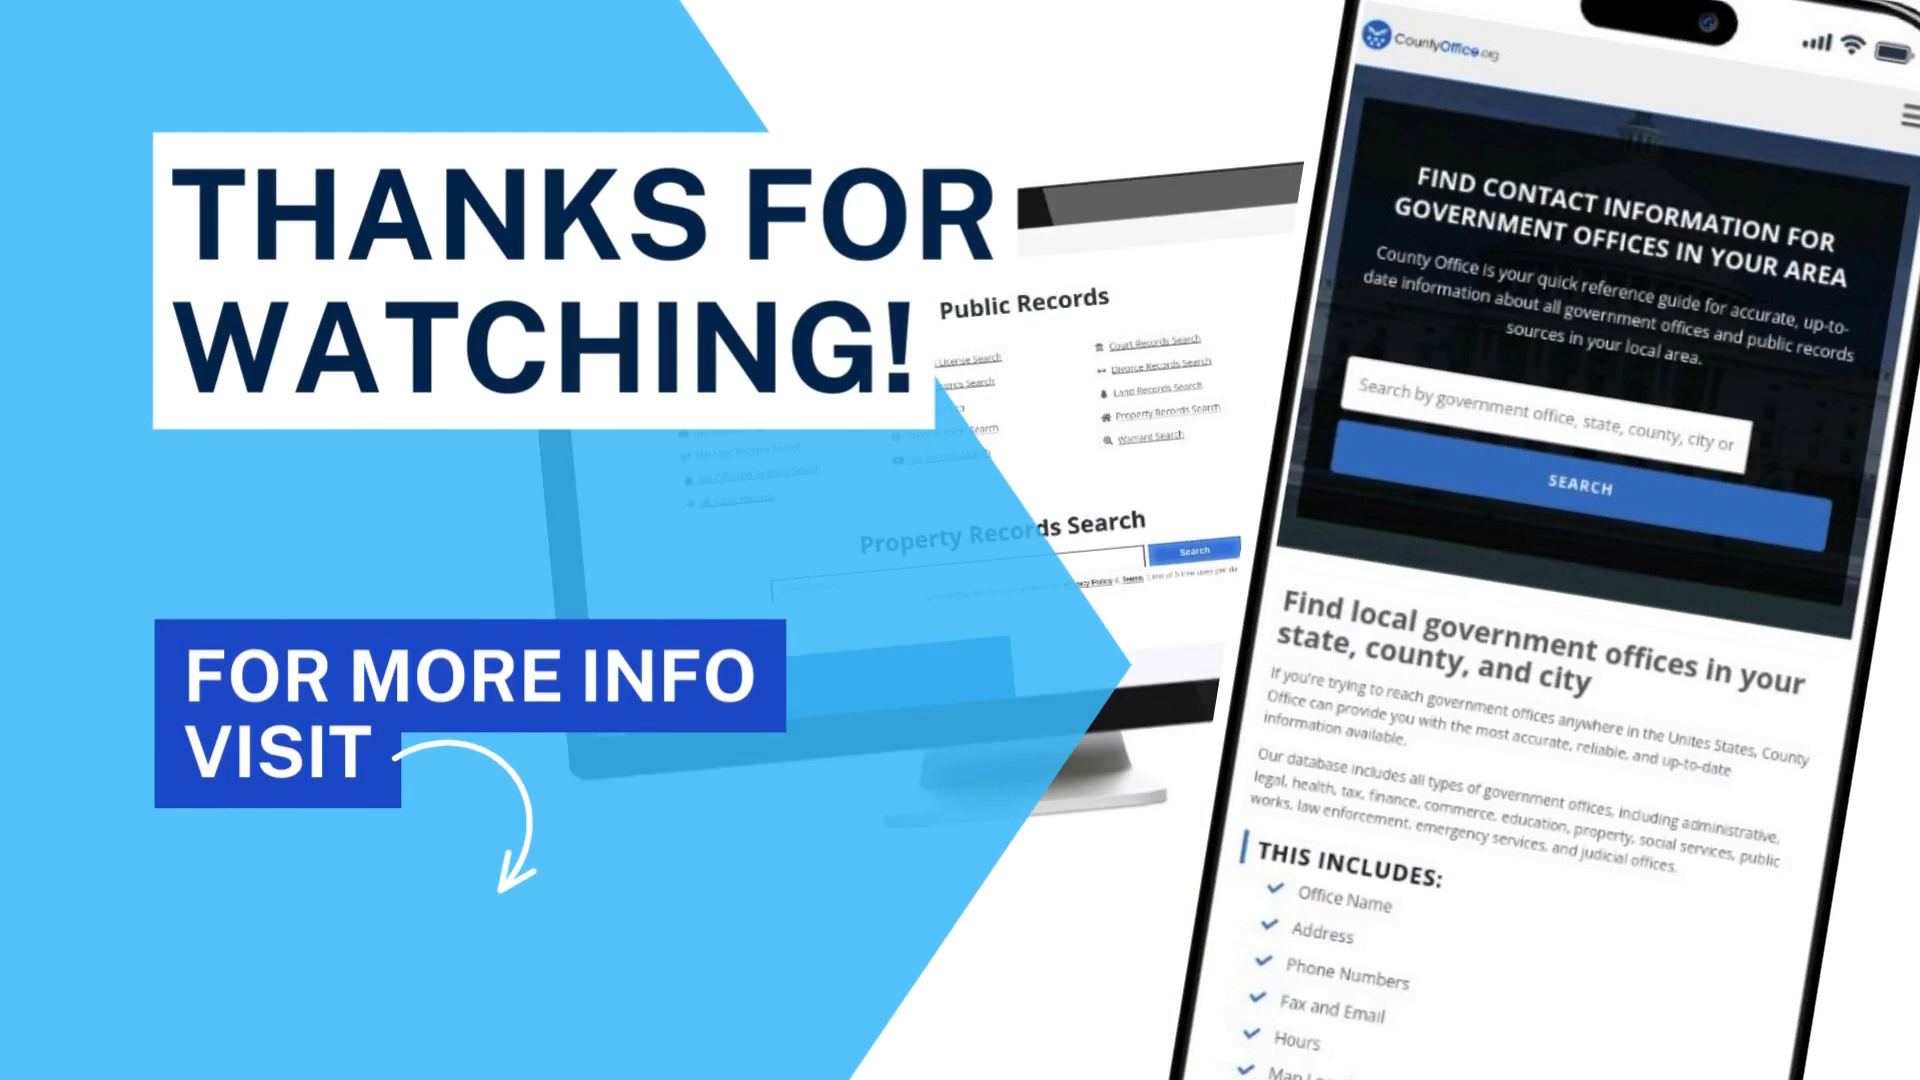 THANKS FOR
WATCHING!
FOR MORE INFO
VISIT
Public Records
License Search
Search
Search
Court Records Search
Divorce Records Search
Land Records Search
Property Records Search
Warrant Search
Property Records Search
Search
CountyOffice.org
FIND CONTACT INFORMATION FOR
GOVERNMENT OFFICES IN YOUR AREA
County Office is your quick reference guide for accurate, up-to-
date information about all government offices and public records
sources in your local area.
Search by government office, state, county, city or
SEARCH
Find local government offices in your
state, county, and city
If you're trying to reach government offices anywhere in the Unites States, County
Office can provide you with the most accurate, reliable, and up-to-date
information available.
Our database includes all types of government offices, including administrative,
legal, health, tax, finance, commerce, education, property, social services, public
works, law enforcement, emergency services, and judicial offices.
THIS INCLUDES:
Office Name
Address
Phone Numbers
Fax and Email
Hours
Map